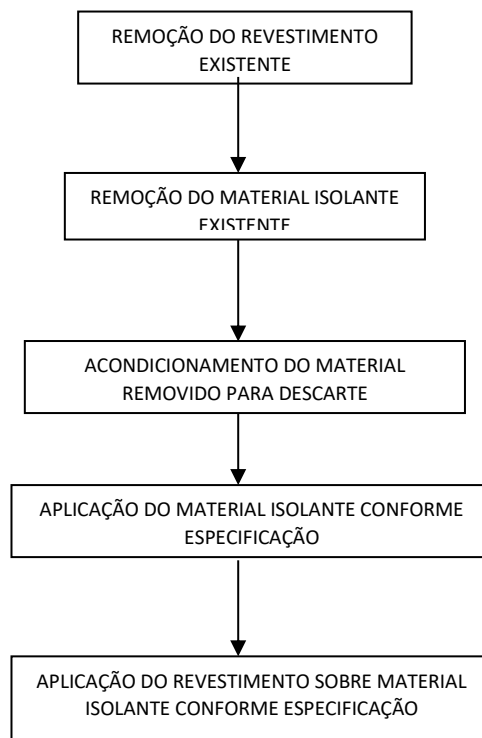 REMOÇÃO DO REVESTIMENTO
EXISTENTE
REMOÇÃO DO MATERIAL ISOLANTE
EXISTENTE
ACONDICIONAMENTO DO MATERIAL
REMOVIDO PARA DESCARTE
APLICAÇÃO DO MATERIAL ISOLANTE CONFORME
ESPECIFICAÇÃO
APLICAÇÃO DO REVESTIMENTO SOBRE MATERIAL
ISOLANTE CONFORME ESPECIFICAÇÃO